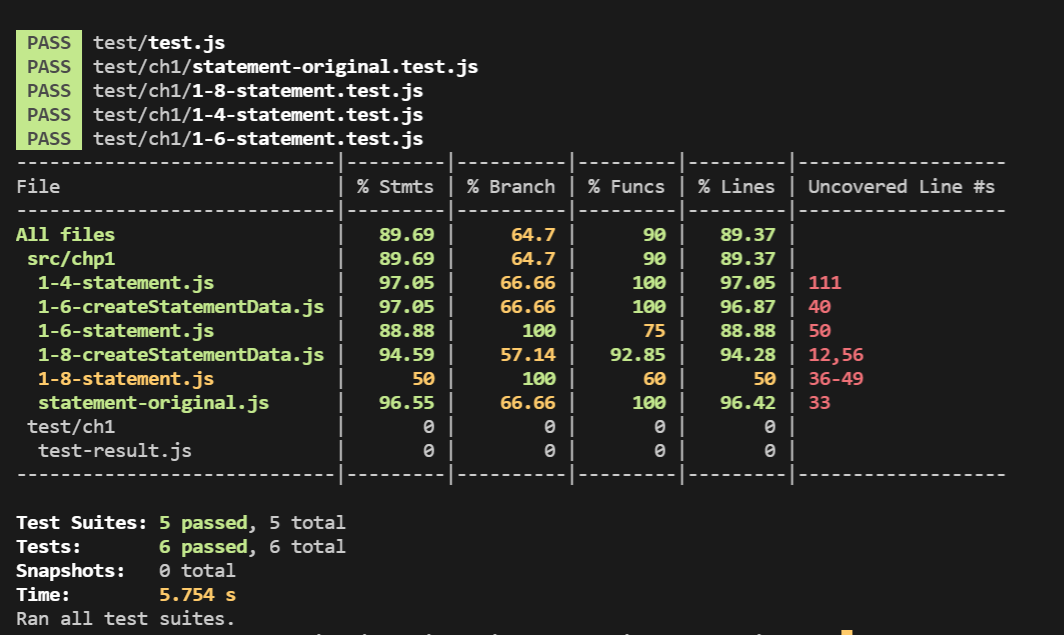 PASS test/test.js
PASS test/ch1/statement-original.test.js
PASS test/ch1/1-8-statement.test.js
PASS test/ch1/1-4-statement.test.js
PASS test/ch1/1-6-statement.test.js
-----------------------------|---------|----------|---------|---------|-------------------
File                         | % Stmts | % Branch | % Funcs | % Lines | Uncovered Line #s
-----------------------------|---------|----------|---------|---------|-------------------
All files                    |   89.69 |     64.7 |      90 |   89.37 |
 src/chp1                    |   89.69 |     64.7 |      90 |   89.37 |
  1-4-statement.js           |   97.05 |    66.66 |     100 |   97.05 | 111
  1-6-createStatementData.js |   97.05 |    66.66 |     100 |   96.87 | 40
  1-6-statement.js           |   88.88 |      100 |      75 |   88.88 | 50
  1-8-createStatementData.js |   94.59 |    57.14 |   92.85 |   94.28 | 12,56
  1-8-statement.js           |      50 |      100 |      60 |      50 | 36-49
  statement-original.js      |   96.55 |    66.66 |     100 |   96.42 | 33
 test/ch1                    |       0 |        0 |       0 |       0 |
  test-result.js             |       0 |        0 |       0 |       0 |
-----------------------------|---------|----------|---------|---------|-------------------
Test Suites: 5 passed, 5 total
Tests:       6 passed, 6 total
Snapshots:   0 total
Time:        5.754 s
Ran all test suites.